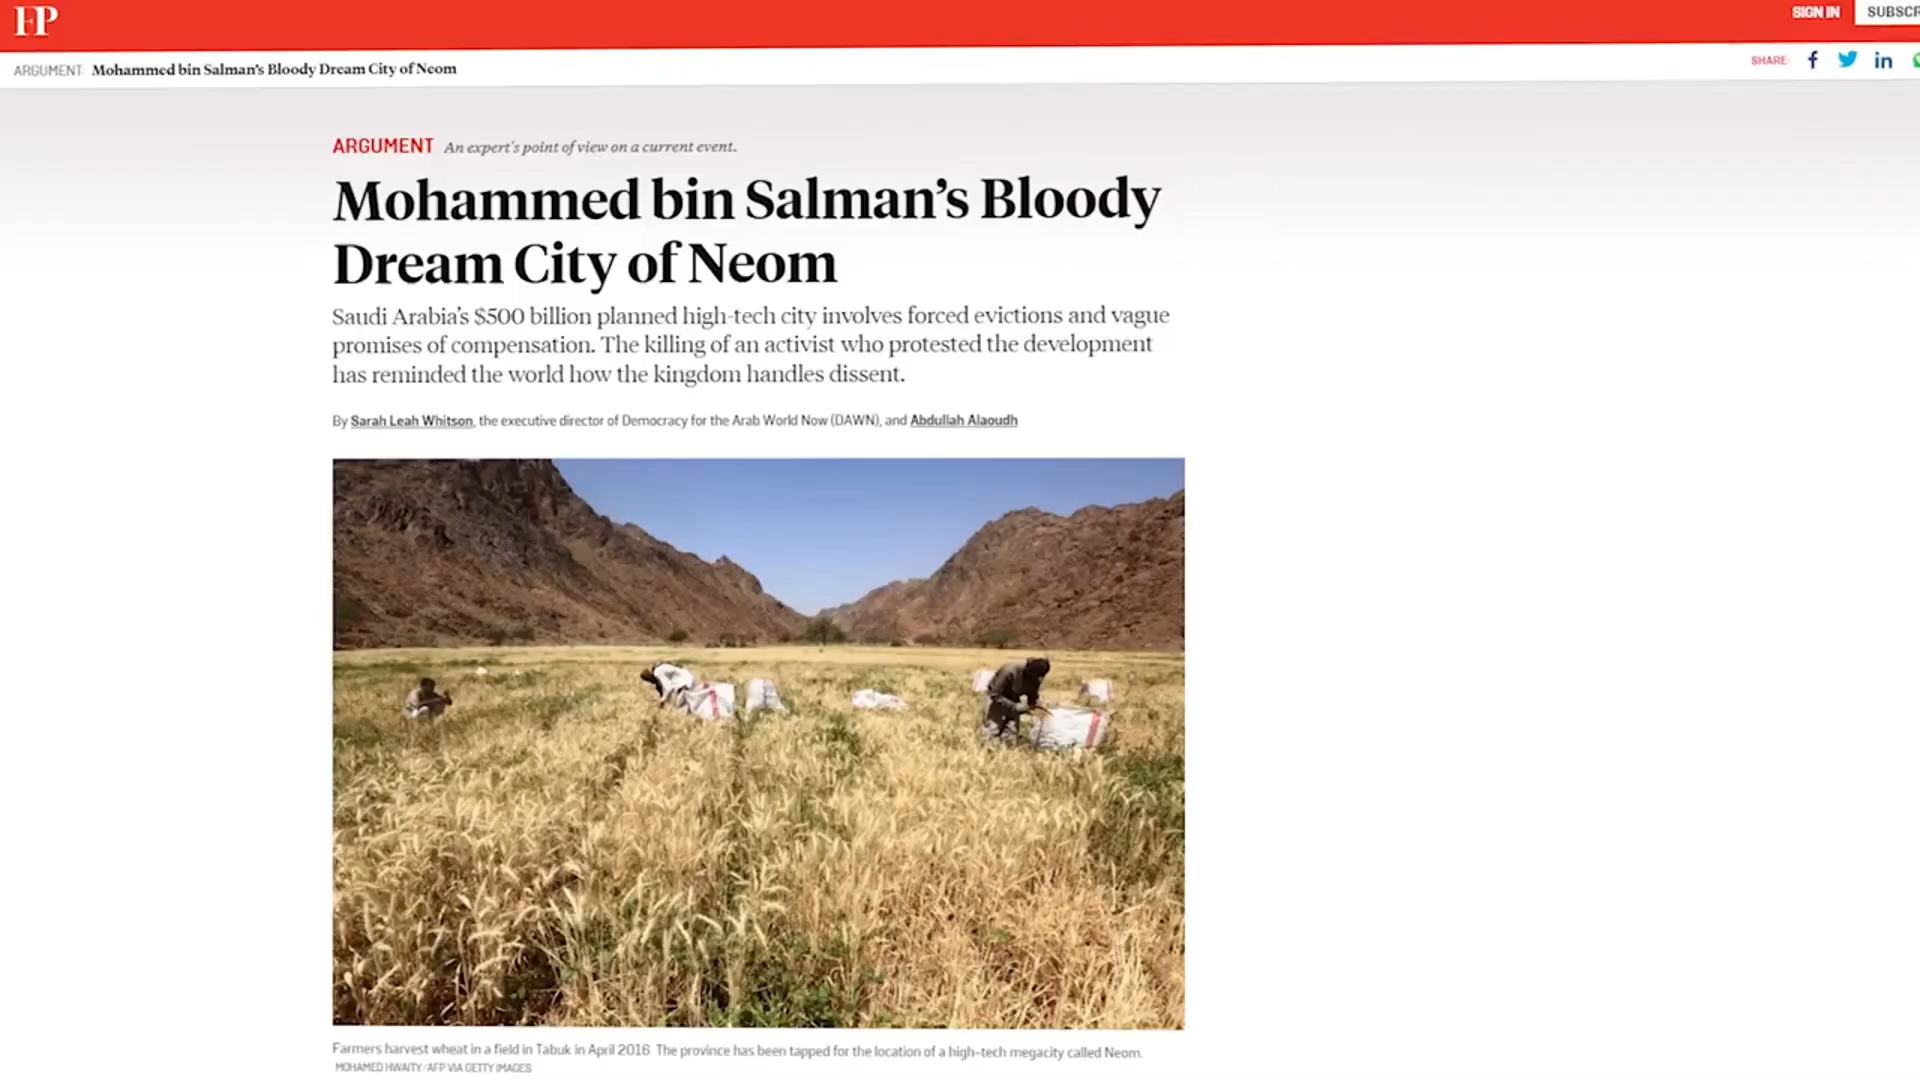 FP
SIGN IN
SUBSCR
ARGUMENT Mohammed bin Salman's Bloody Dream City of Neom
SHARE:
ARGUMENT An expert's point of view on a current event.
Mohammed bin Salman’s Bloody
Dream City of Neom
Saudi Arabia’s $500 billion planned high-tech city involves forced evictions and vague
promises of compensation. The killing of an activist who protested the development
has reminded the world how the kingdom handles dissent.
By Sarah Leah Whitson, the executive director of Democracy for the Arab World Now (DAWN), and Abdullah Alaoudh
Farmers harvest wheat in a field in Tabuk in April 2016 The province has been tapped for the location of a high-tech megacity called Neom.
MOHAMED HWAITY/AFP VIA GETTY IMAGES